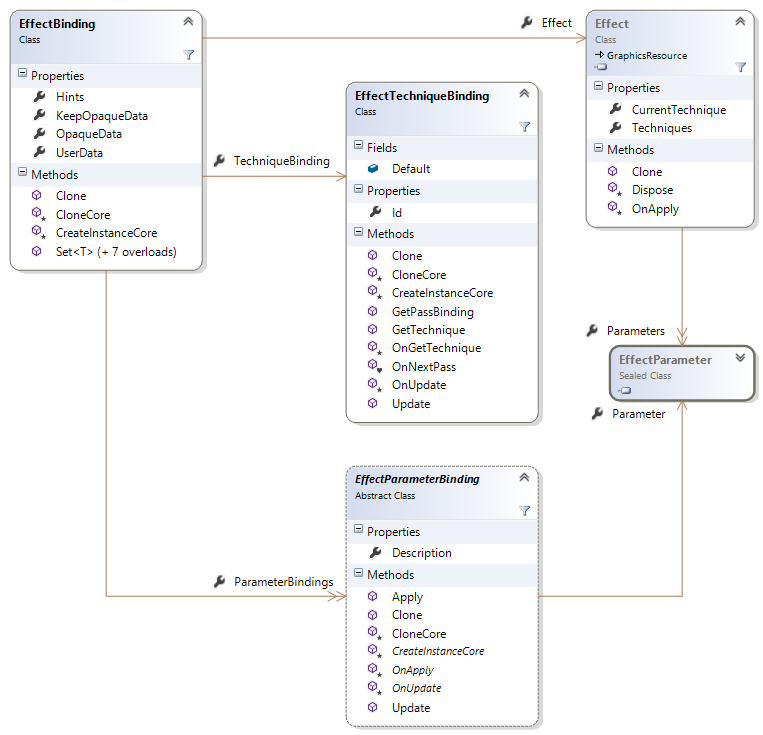 EffectBinding
Class
Properties
Hints
KeepOpaqueData
OpaqueData
UserData
Methods
Clone
CloneCore
CreateInstanceCore
Set<T> (+ 7 overloads)
Effect
TechniqueBinding
EffectTechniqueBinding
Class
Fields
Default
Properties
Id
Methods
Clone
CloneCore
CreateInstanceCore
GetPassBinding
GetTechnique
OnGetTechnique
OnNextPass
OnUpdate
Update
Effect
Class
GraphicsResource
Properties
CurrentTechnique
Techniques
Methods
Clone
Dispose
OnApply
Parameters
EffectParameter
Sealed Class
Parameter
ParameterBindings
EffectParameterBinding
Abstract Class
Properties
Description
Methods
Apply
Clone
CloneCore
CreateInstanceCore
OnApply
OnUpdate
Update